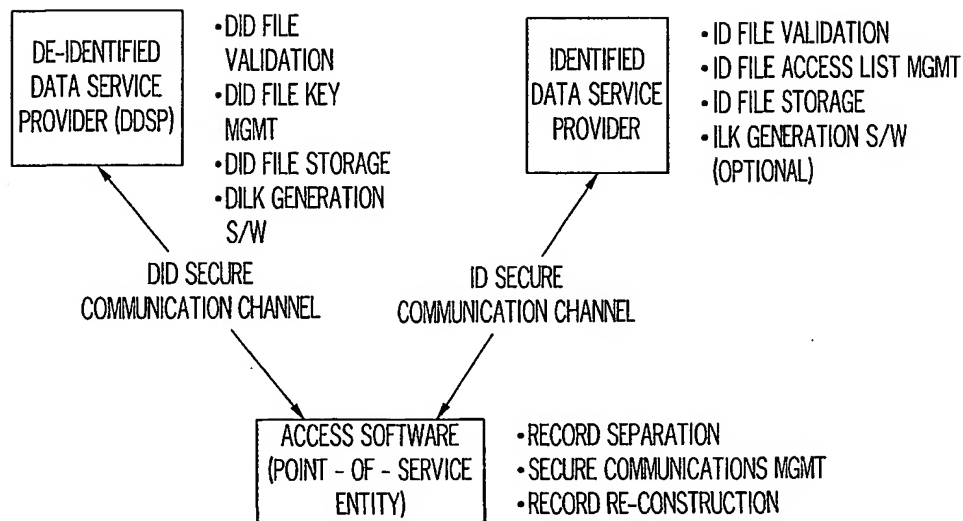 DE-IDENTIFIED
DATA SERVICE
PROVIDER (DDSP)
•DID FILE
VALIDATION
•DID FILE KEY
MGMT
•DID FILE STORAGE
•DILK GENERATION
S/W
IDENTIFIED
DATA SERVICE
PROVIDER
•ID FILE VALIDATION
•ID FILE ACCESS LIST MGMT
•ID FILE STORAGE
•ILK GENERATION S/W
(OPTIONAL)
DID SECURE
COMMUNICATION CHANNEL
ID SECURE
COMMUNICATION CHANNEL
ACCESS SOFTWARE
(POINT - OF - SERVICE
ENTITY)
•RECORD SEPARATION
•SECURE COMMUNICATIONS MGMT
•RECORD RE-CONSTRUCTION